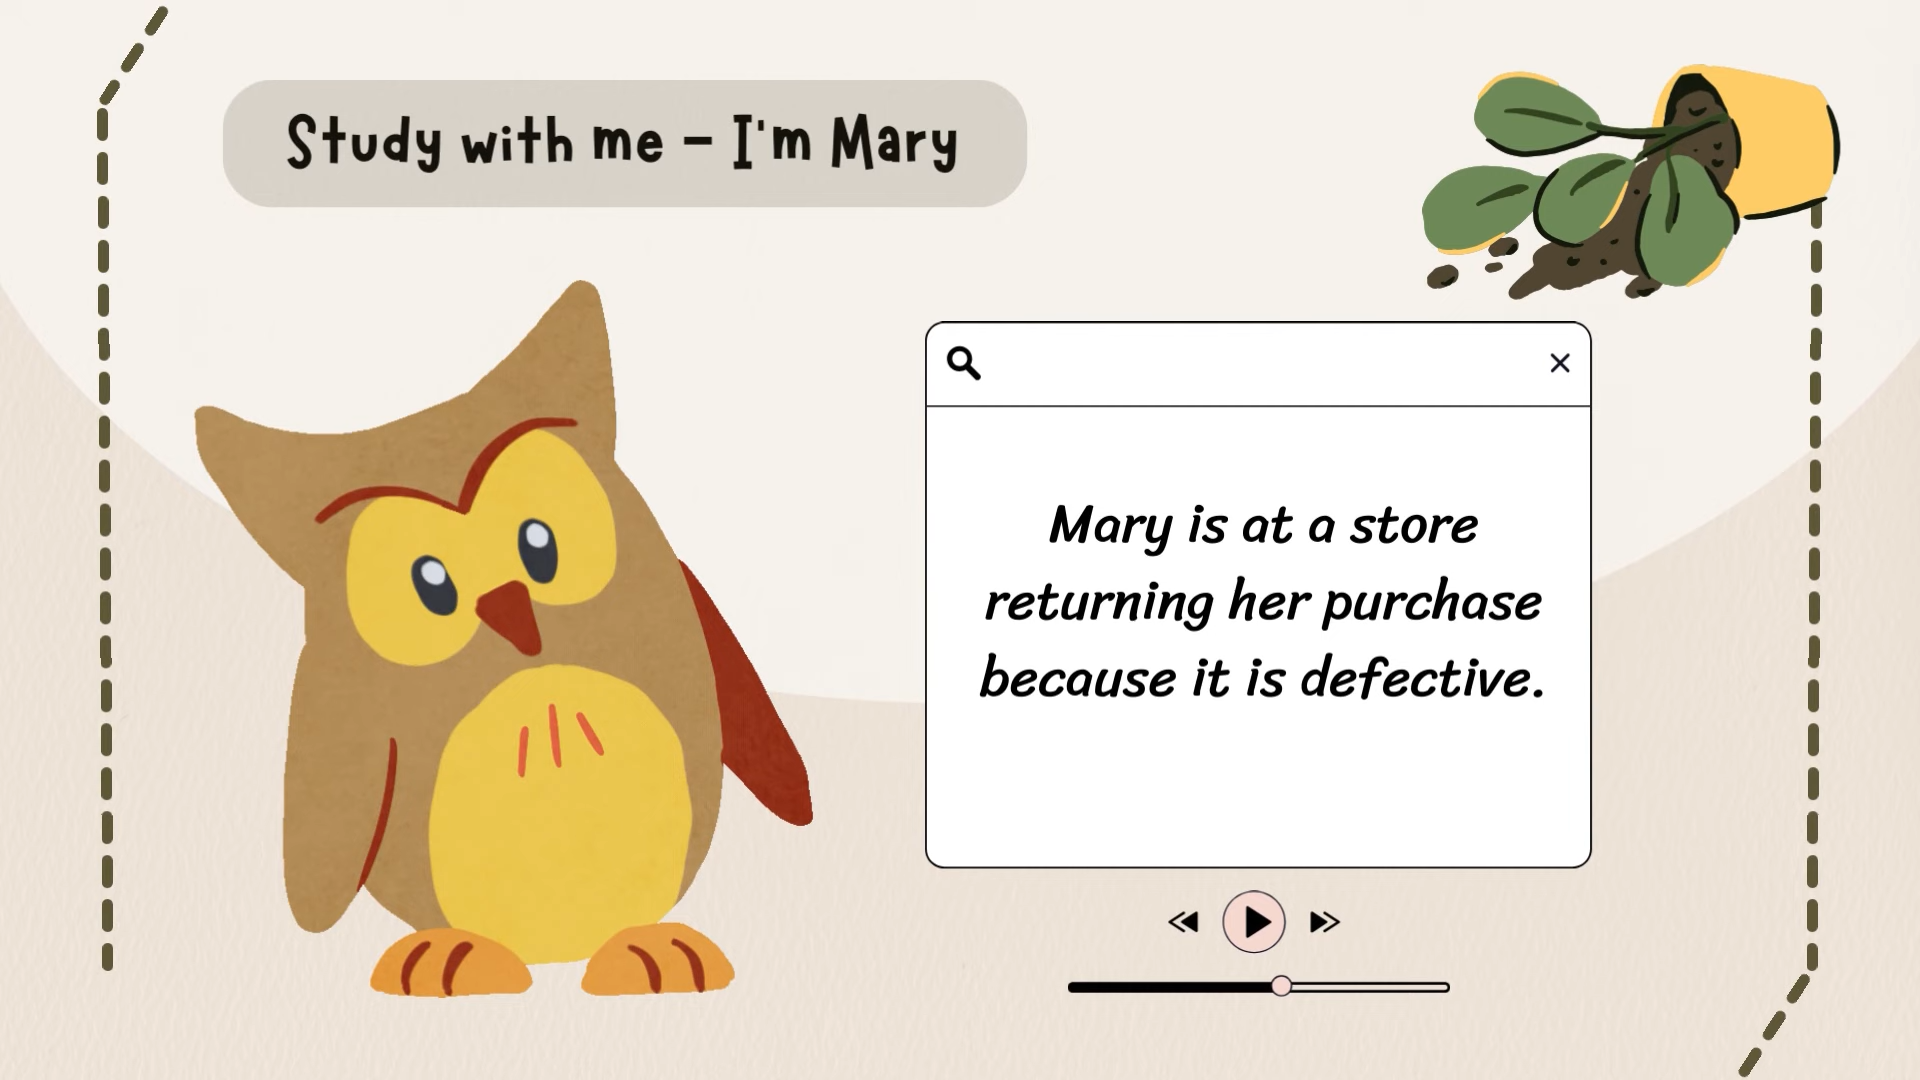 Study with me - I'm Mary
Mary is at a store
returning her purchase
because it is defective.